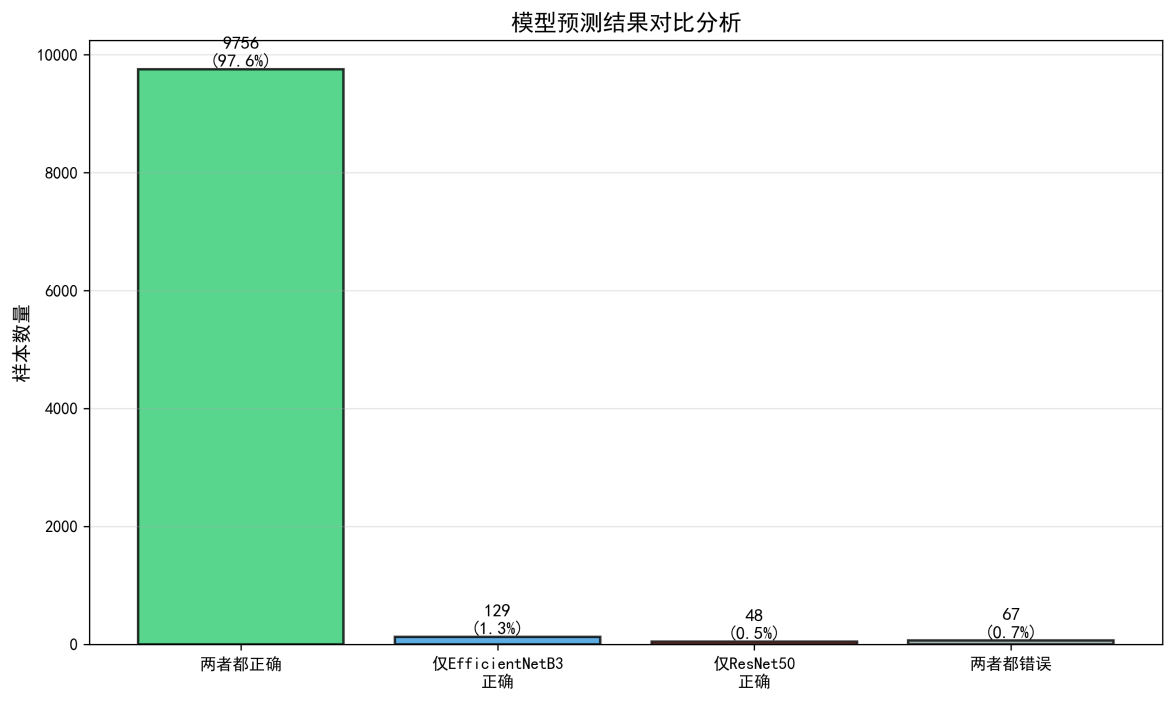 模型预测结果对比分析
样本数量
10000
8000
6000
4000
2000
0
9756
(97.6%)
129
(1.3%)
48
(0.5%)
67
(0.7%)
两者都正确
仅EfficientNetB3
正确
仅ResNet50
正确
两者都错误